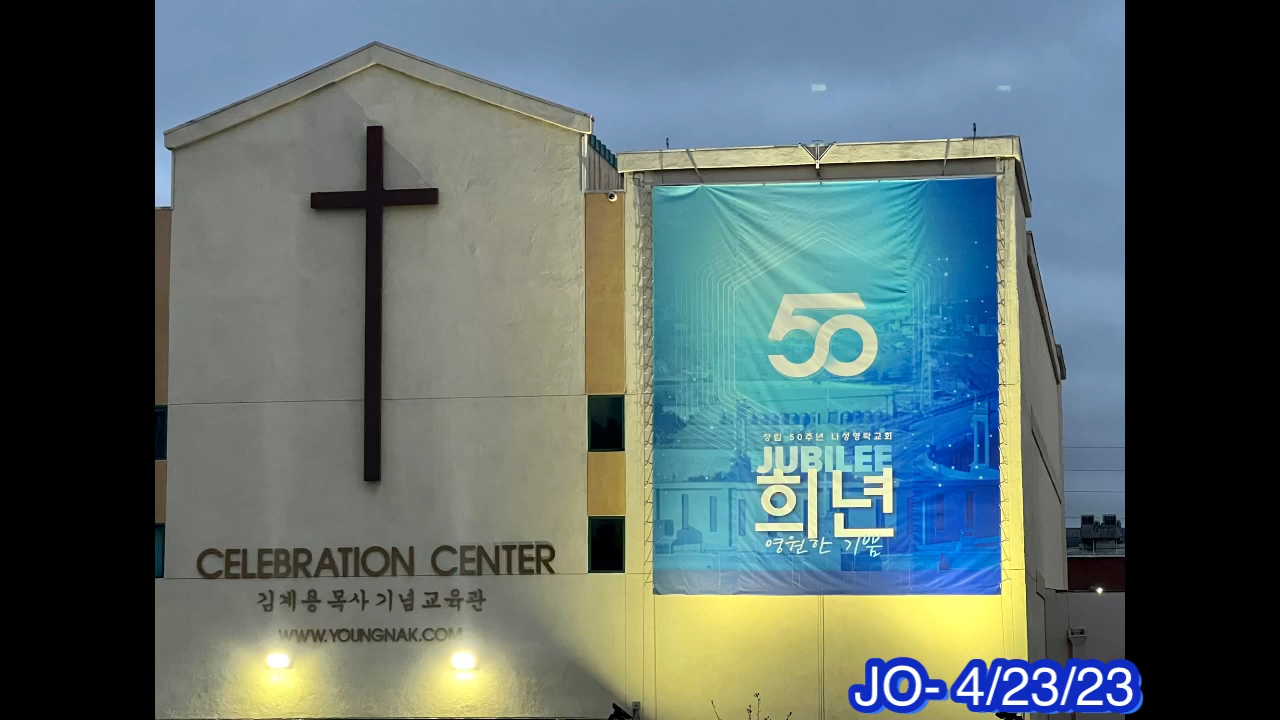 CELEBRATION CENTER
김계용목사기념교육관
WWW.YOUNGNAK.COM
50
창립 50주년 나성영락교회
JUBILEE
희년
영원한 기쁨
JO- 4/23/23